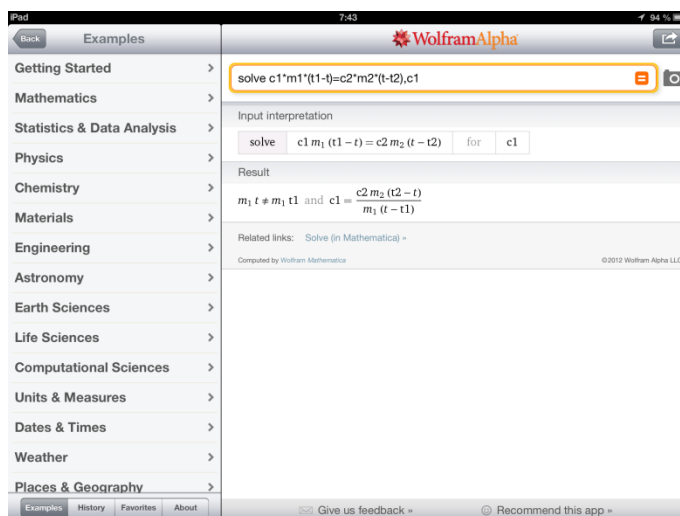 iPad 7:43 94 %
Back Examples
WolframAlpha
Getting Started
Mathematics
Statistics & Data Analysis
Physics
Chemistry
Materials
Engineering
Astronomy
Earth Sciences
Life Sciences
Computational Sciences
Units & Measures
Dates & Times
Weather
Places & Geography
Examples History Favorites About
solve c1*m1*(t1-t)=c2*m2*(t-t2),c1
Input interpretation
solve c1 m₁ (t1 − t) = c2 m₂ (t − t2) for c1
Result
m₁ t ≠ m₁ t1 and c1 = c2 m₂ (t2 − t) / m₁ (t − t1)
Related links: Solve (in Mathematica) »
Computed by Wolfram Mathematica ©2012 Wolfram Alpha LLC
Give us feedback » Recommend this app »